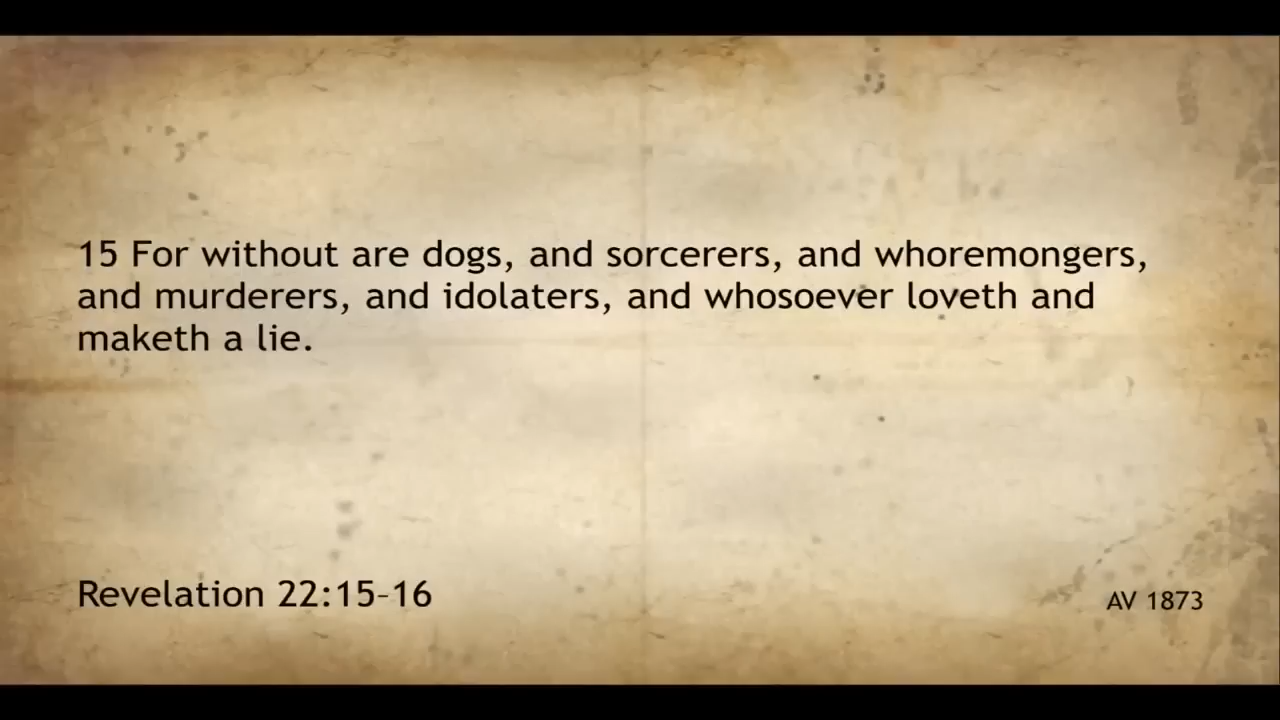 15 For without are dogs, and sorcerers, and whoremongers,
and murderers, and idolaters, and whosoever loveth and
maketh a lie.
Revelation 22:15–16
AV 1873